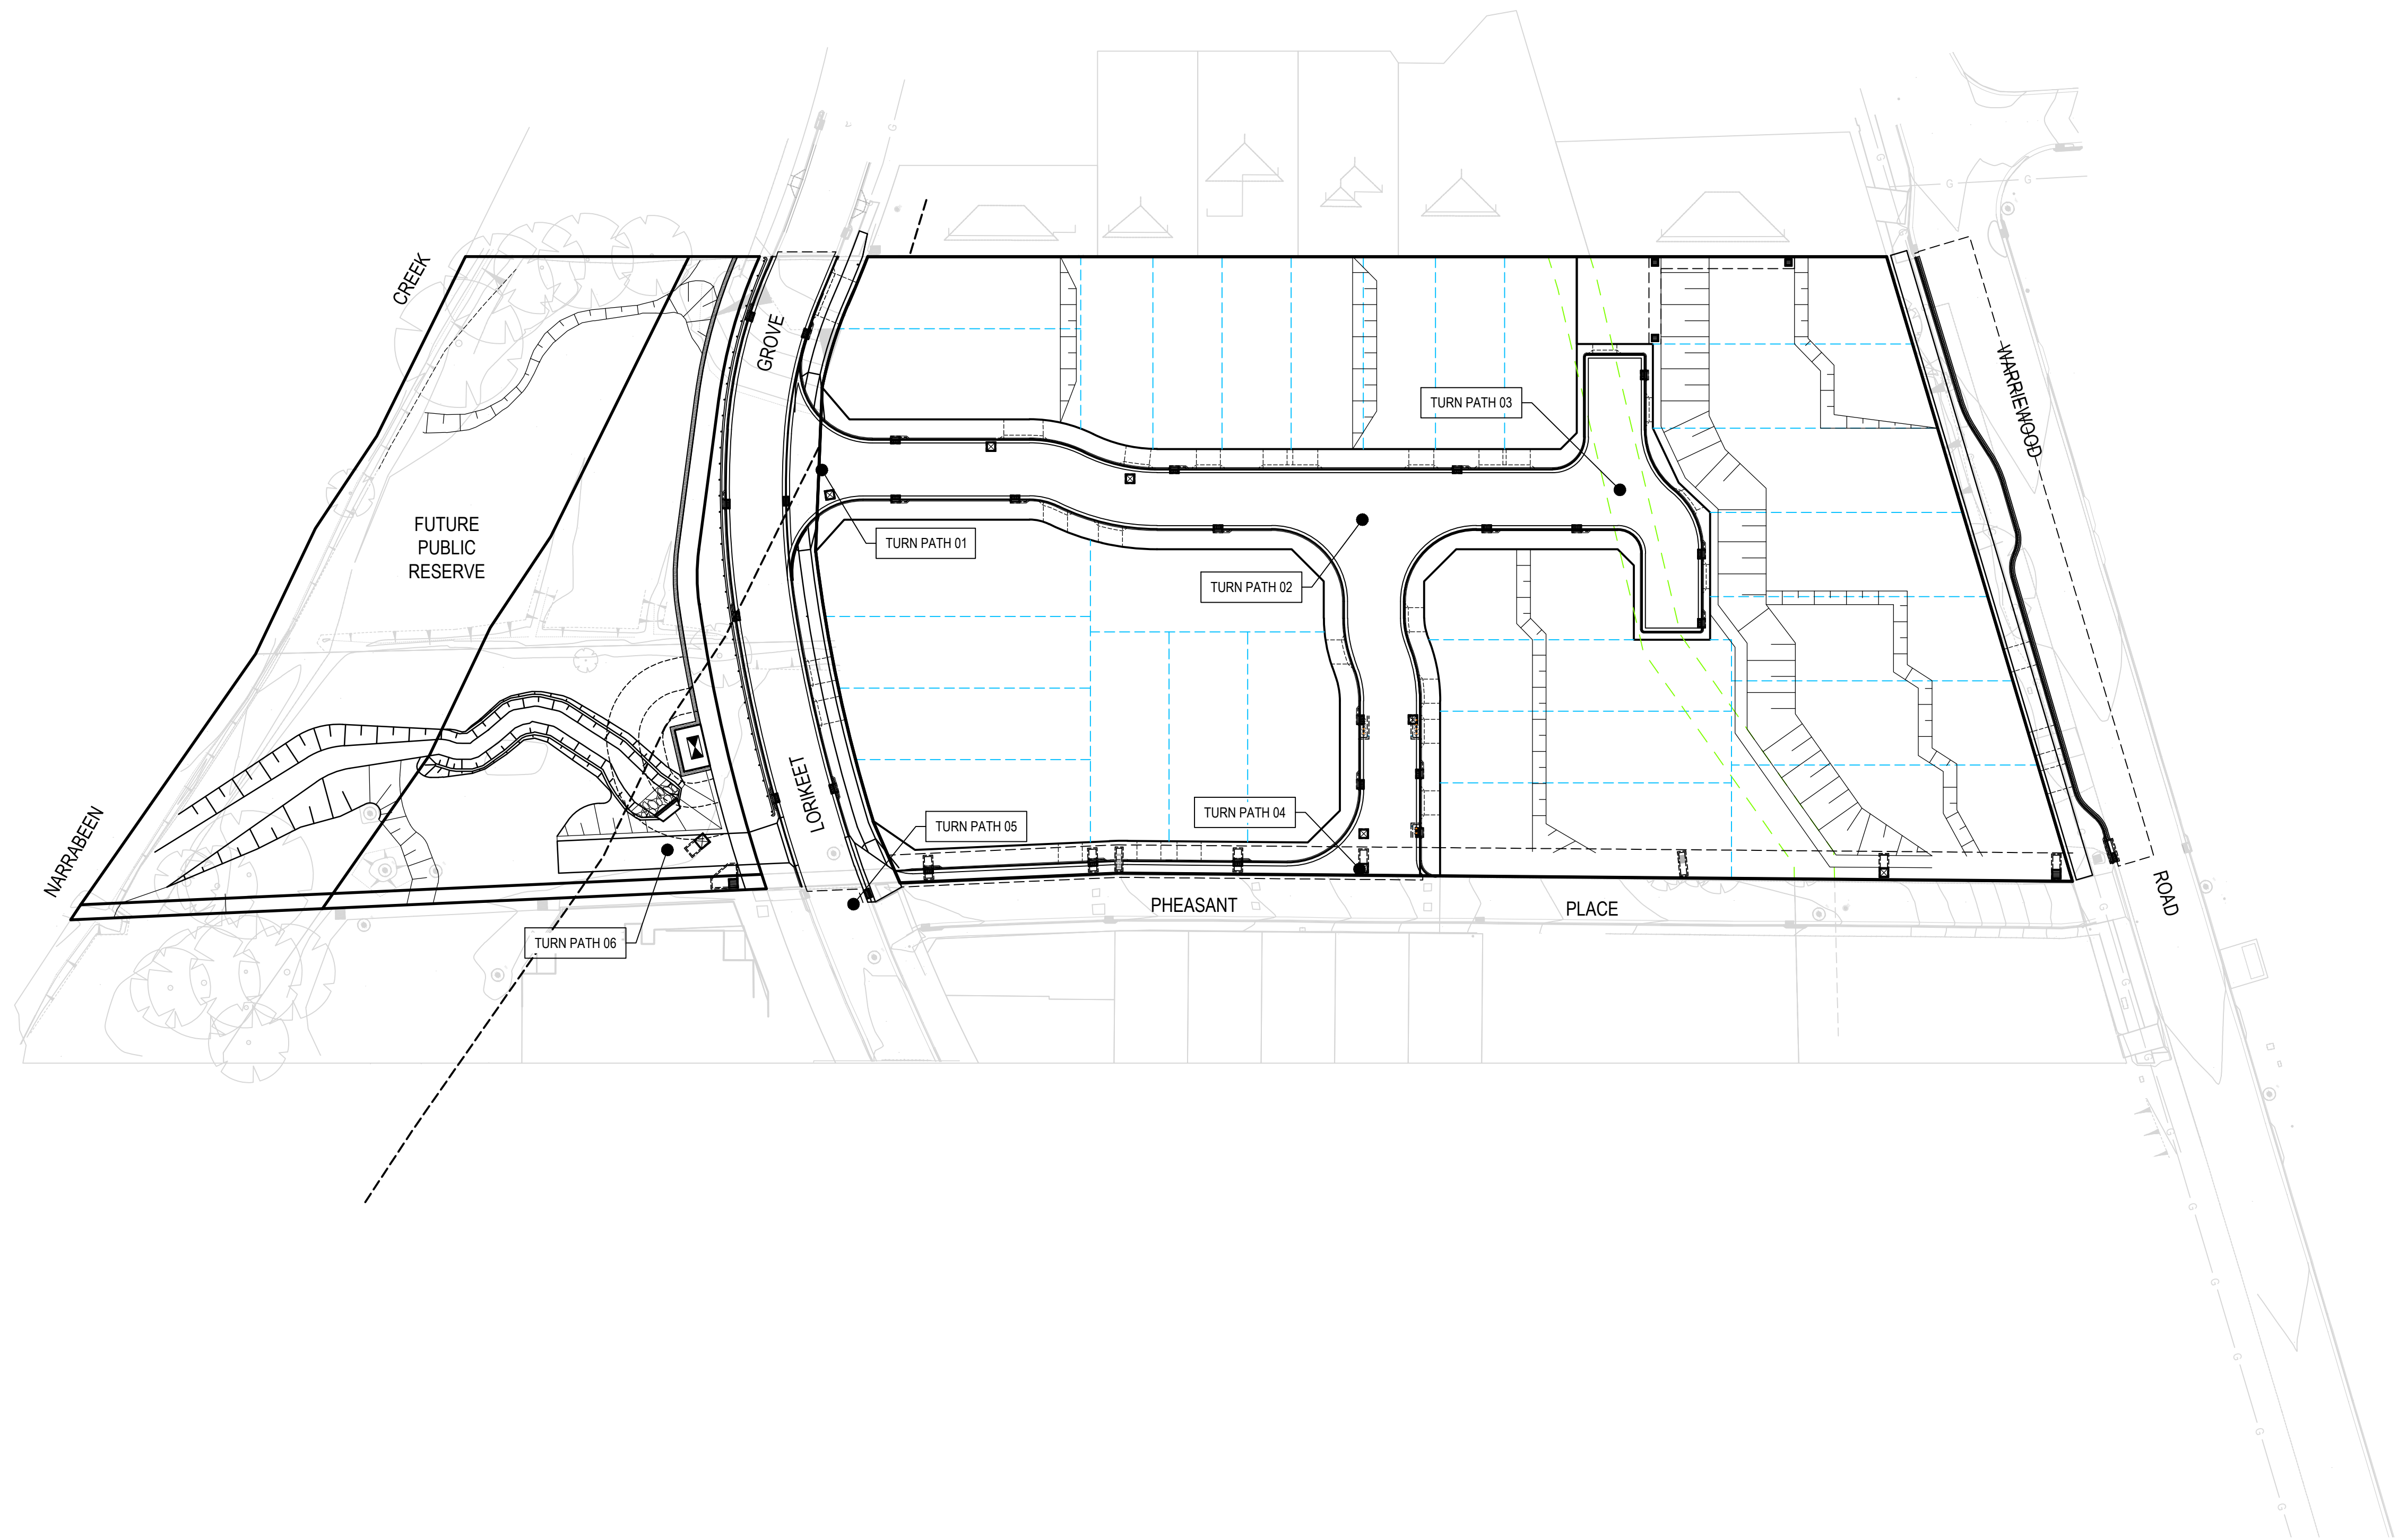 CREEK
GROVE
WARRIEWOOD
TURN PATH 03
FUTURE
PUBLIC
RESERVE
TURN PATH 01
TURN PATH 02
LORIKEET
TURN PATH 04
TURN PATH 05
NARRABEEN
PHEASANT
PLACE
ROAD
TURN PATH 06
G
G
G
G
G
G
G
G
G
G
G
G